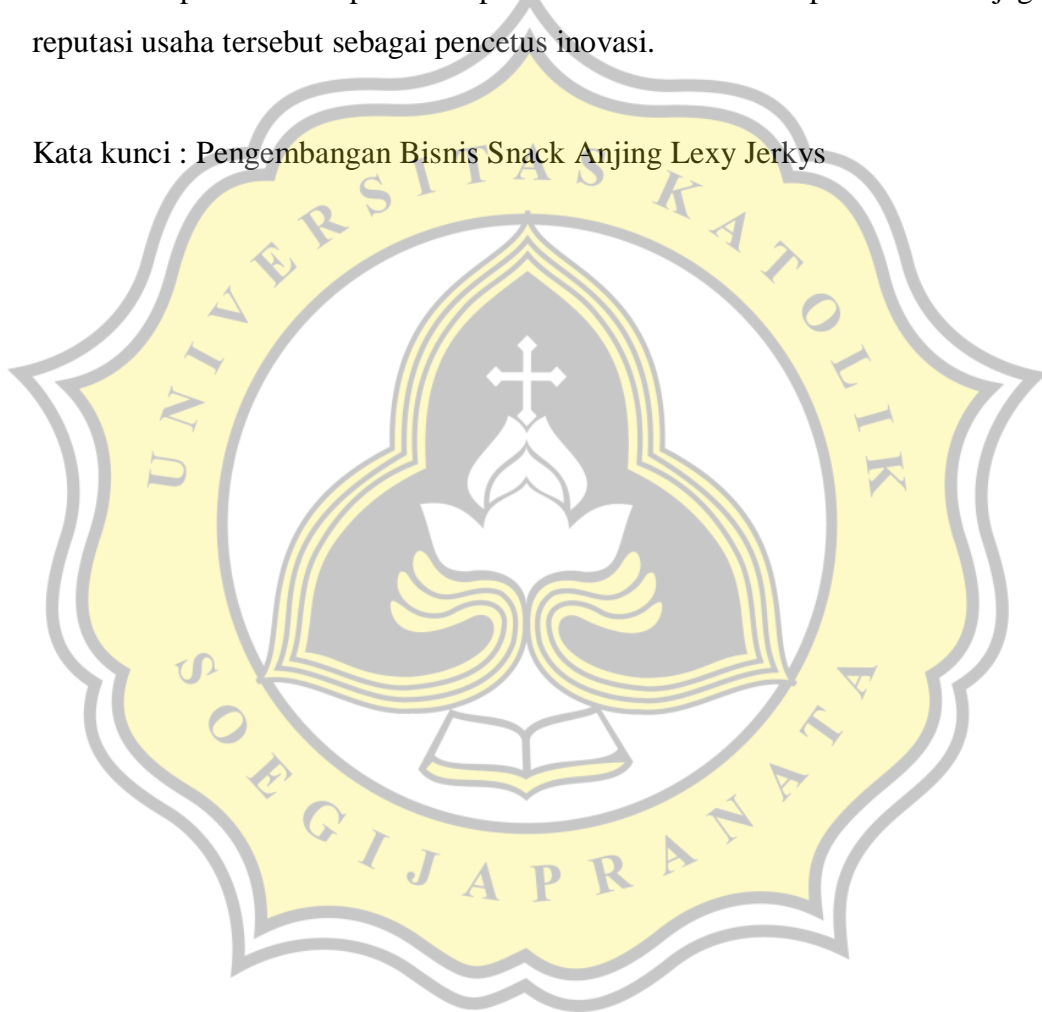 reputasi usaha tersebut sebagai pencetus inovasi.
Kata kunci : Pengembangan Bisnis Snack Anjing Lexy Jerkys
UNIVERSITAS KATOLIK
SOEGIJAPRANATA